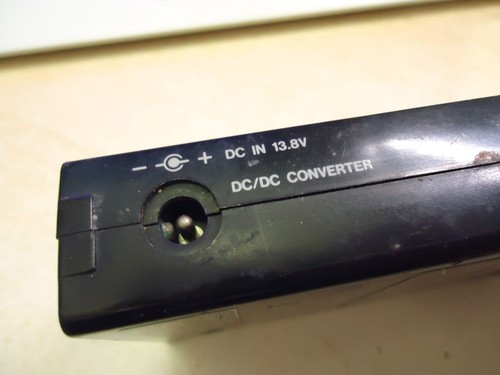 − + DC IN 13.8V
DC/DC CONVERTER